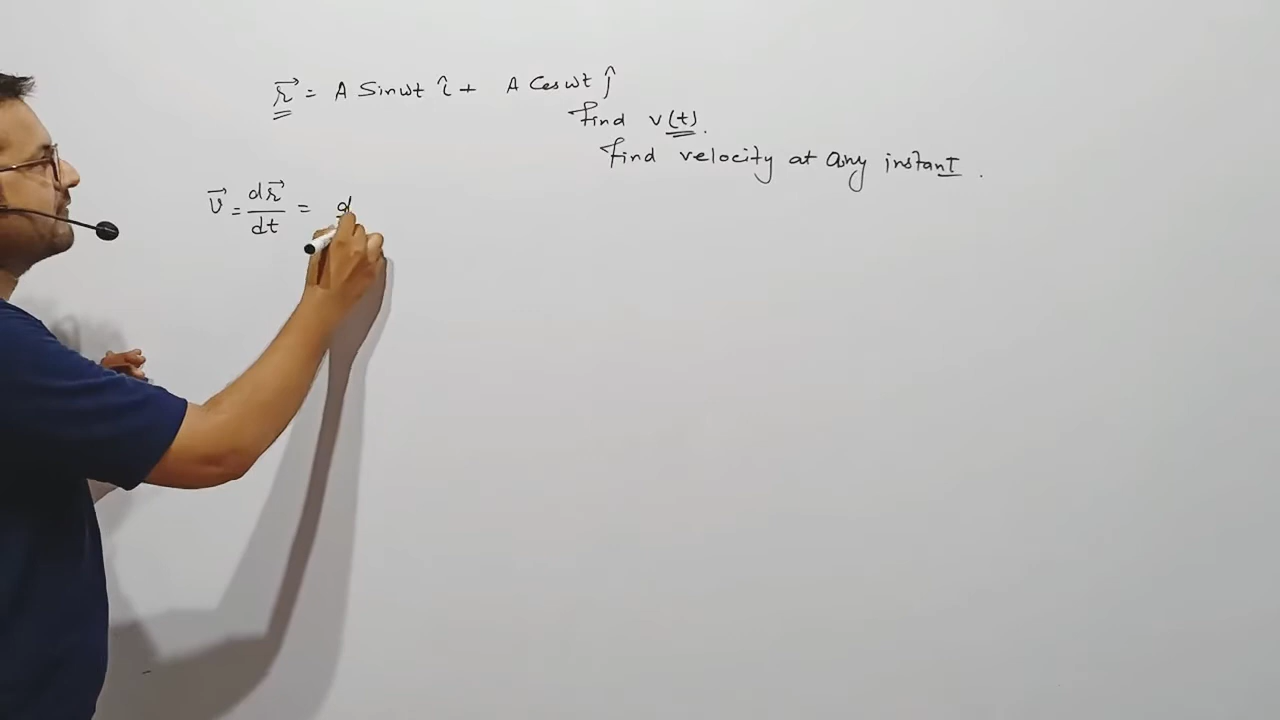 r⃗ = A Sinωt î + A Cosωt ĵ
Find v(t).
Find velocity at any instant.
v⃗ = dr⃗/dt = d